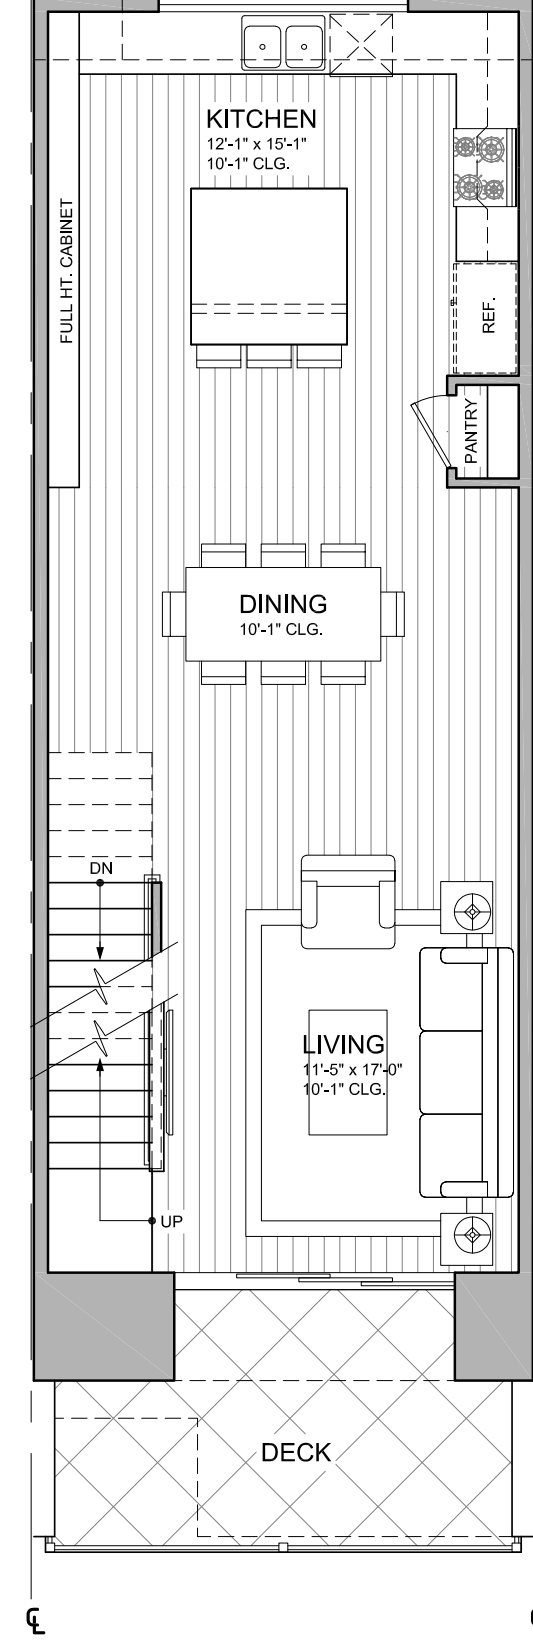 KITCHEN
12'-1" x 15'-1"
10'-1" CLG.
FULL HT. CABINET
REF.
PANTRY
DINING
10'-1" CLG.
DN
LIVING
11'-5" x 17'-0"
10'-1" CLG.
UP
DECK
℄